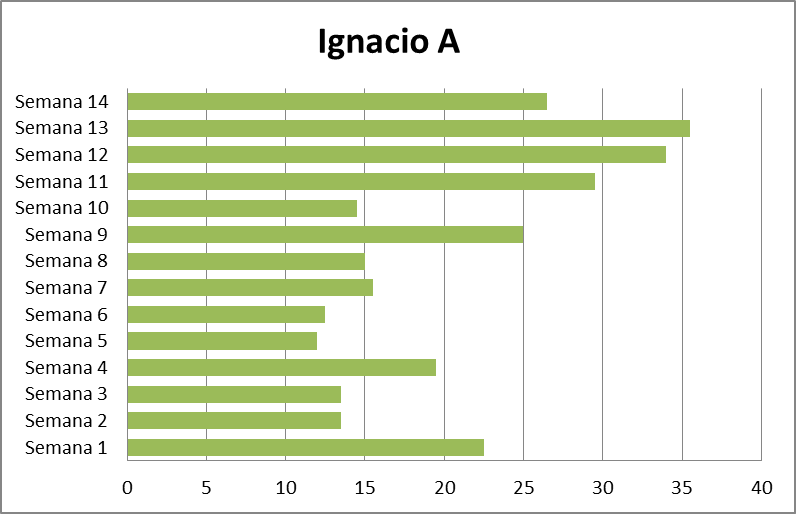 Ignacio A
Semana 14
Semana 13
Semana 12
Semana 11
Semana 10
Semana 9
Semana 8
Semana 7
Semana 6
Semana 5
Semana 4
Semana 3
Semana 2
Semana 1
0 5 10 15 20 25 30 35 40